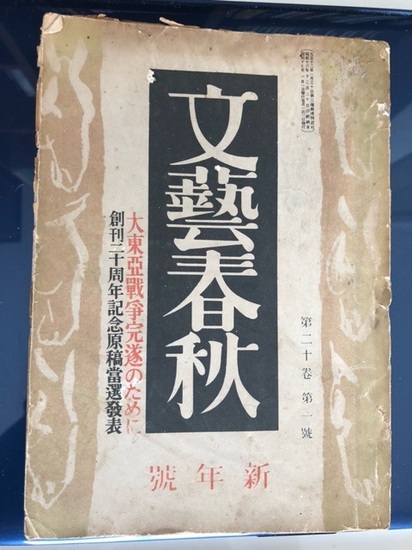 文藝春秋
第二十卷 第一號
大東亞戰爭完遂のために
創刊二十周年記念原稿當選發表
新年號